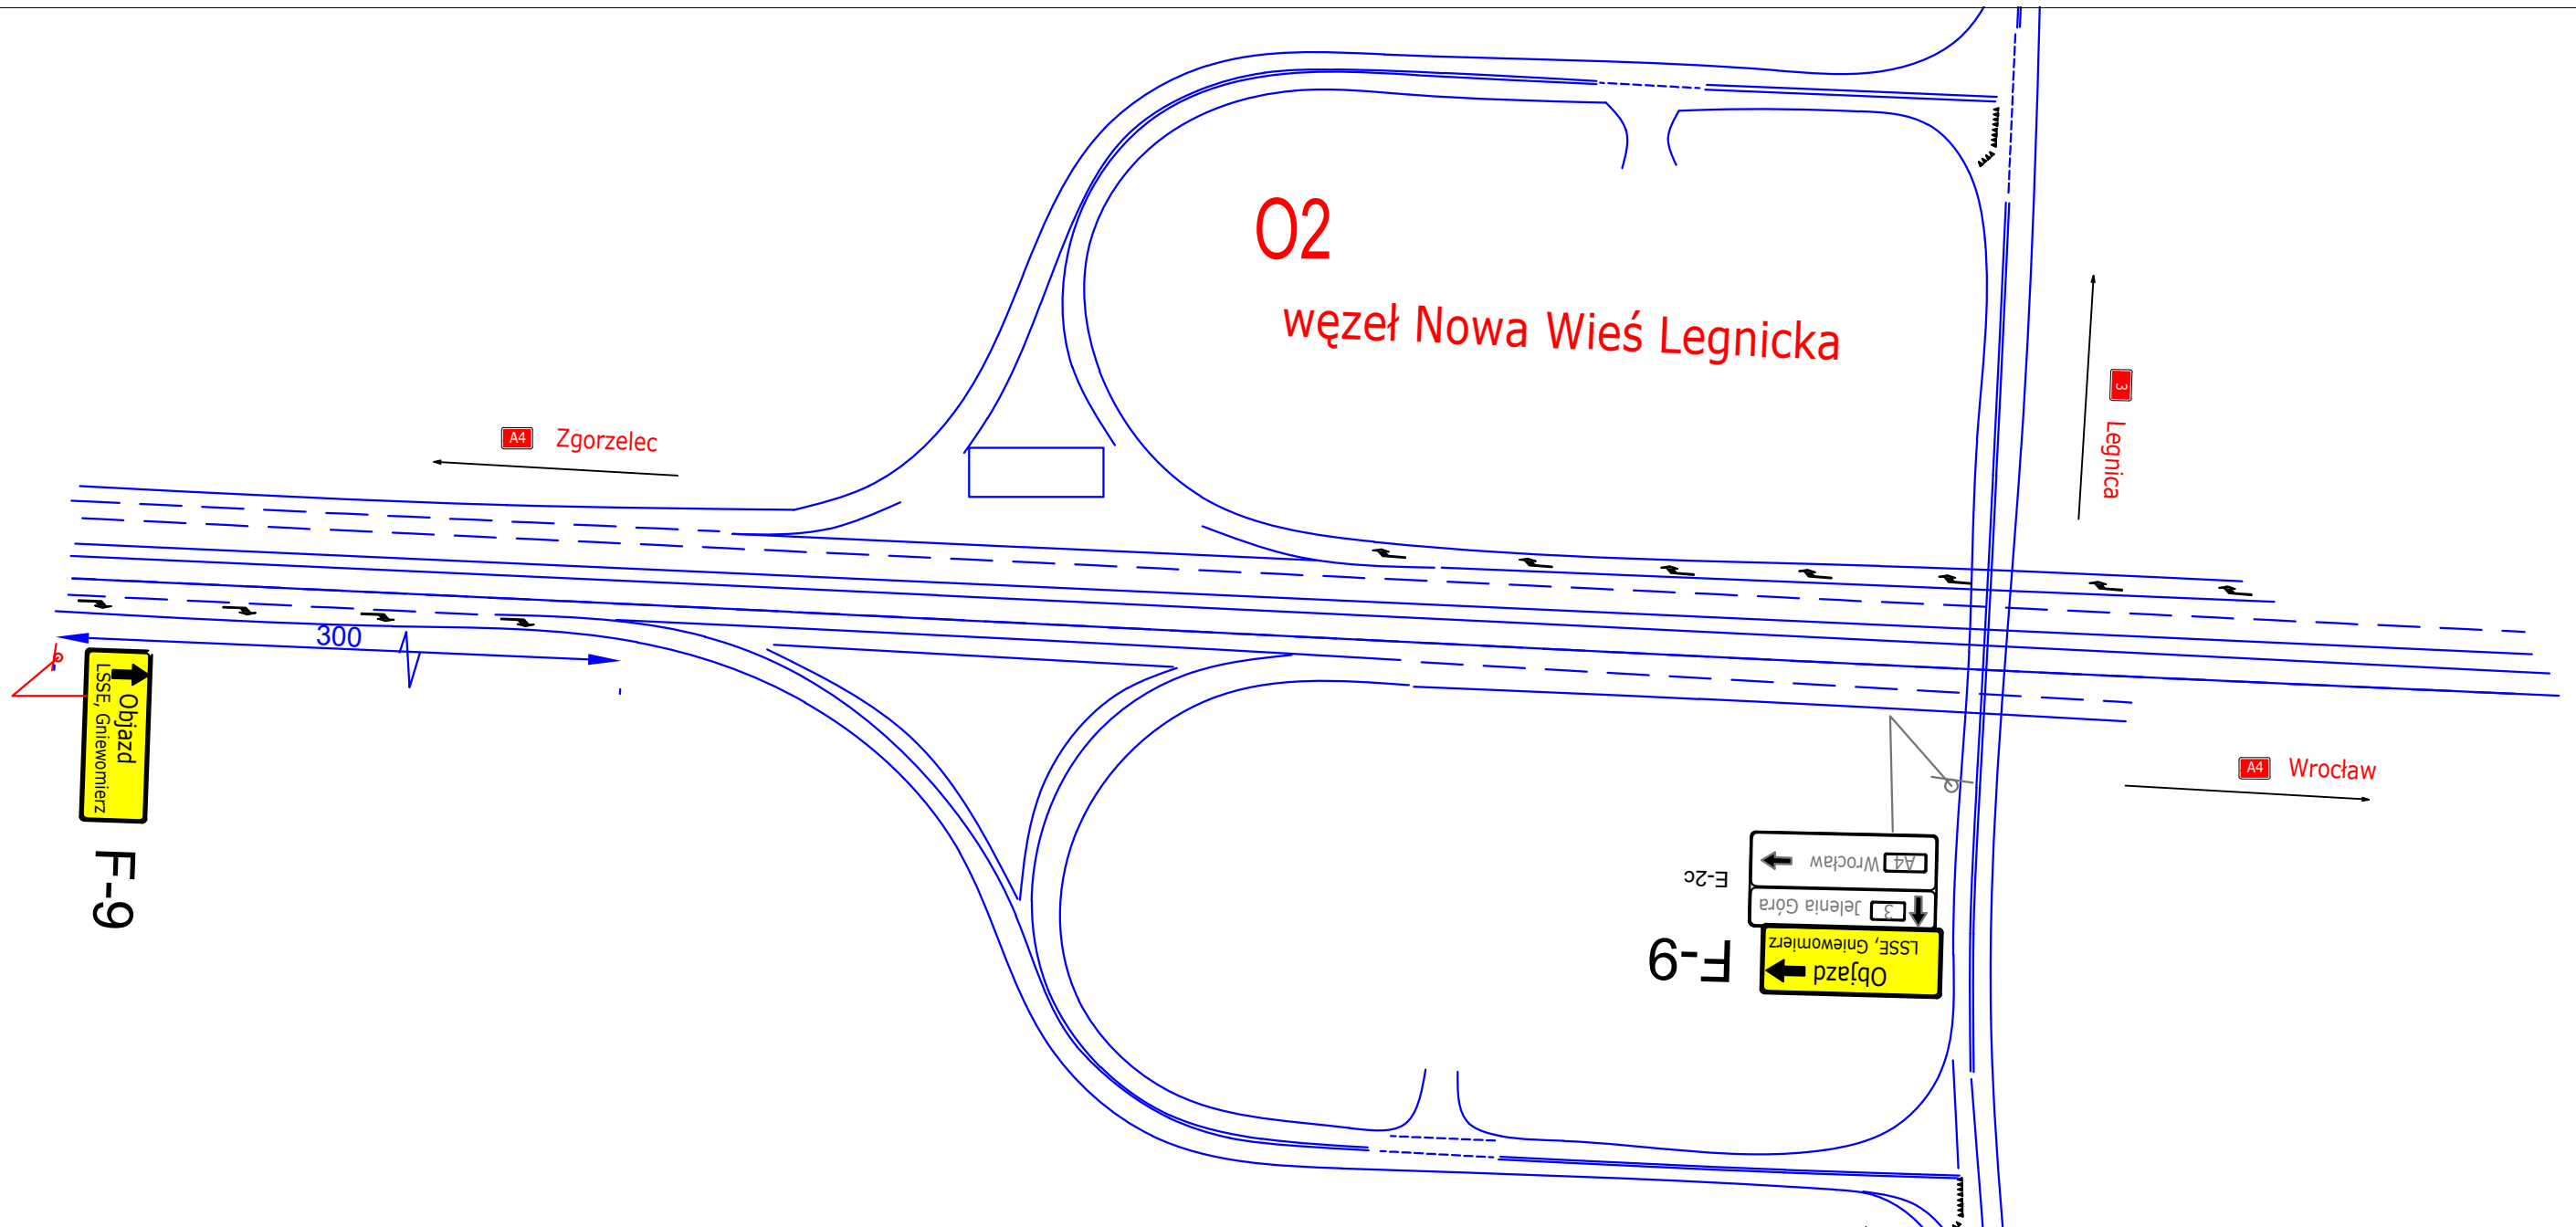 O2
węzeł Nowa Wieś Legnicka
A4 Zgorzelec
3 Legnica
300
Objazd
LSSE, Gniewomierz
F-9
A4 Wrocław
A4 Wrocław
3 Jelenia Góra
E-2c
Objazd
LSSE, Gniewomierz
F-9